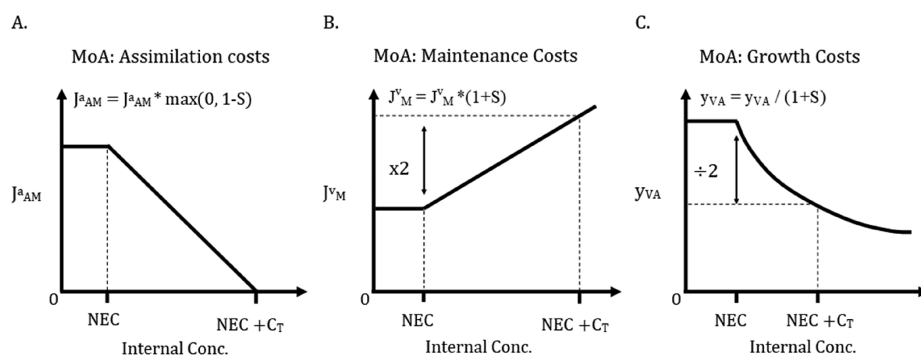 A.
MoA: Assimilation costs
JᵃAM = JᵃAM * max(0, 1-S)
JᵃAM
0
NEC
NEC +CT
Internal Conc.
B.
MoA: Maintenance Costs
JᵛM = JᵛM *(1+S)
x2
JᵛM
0
NEC
NEC +CT
Internal Conc.
C.
MoA: Growth Costs
yVA = yVA / (1+S)
÷2
yVA
0
NEC
NEC +CT
Internal Conc.